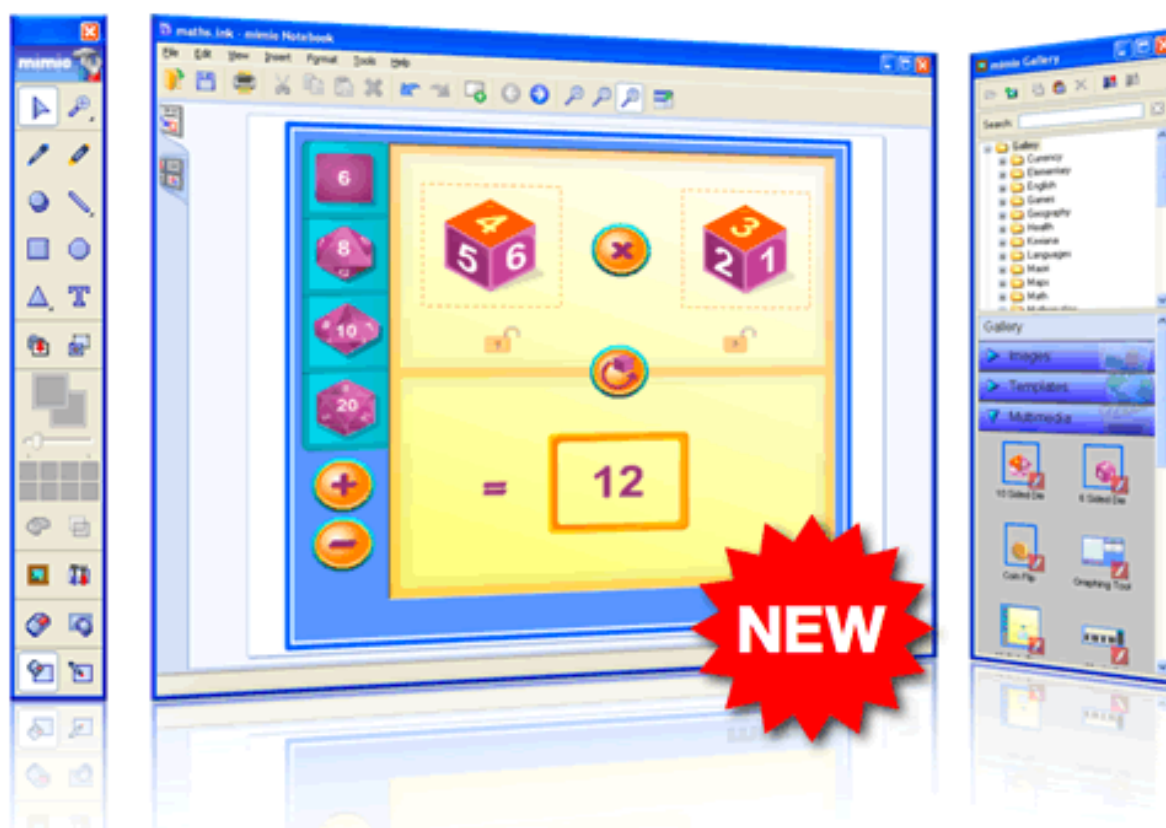 mimio
maths.ink - mimio Notebook
File Edit View Insert Format Tools Help
6
8
10
20
4
5 6
3
2 1
=
12
+
-
NEW
mimio Gallery
Search:
Gallery
Currency
Elementary
English
Games
Geography
Health
Kowana
Languages
Maori
Maps
Math
Gallery
Images
Templates
Multimedia
10 Sided Die
6 Sided Die
Coin Flip
Graphing Tool